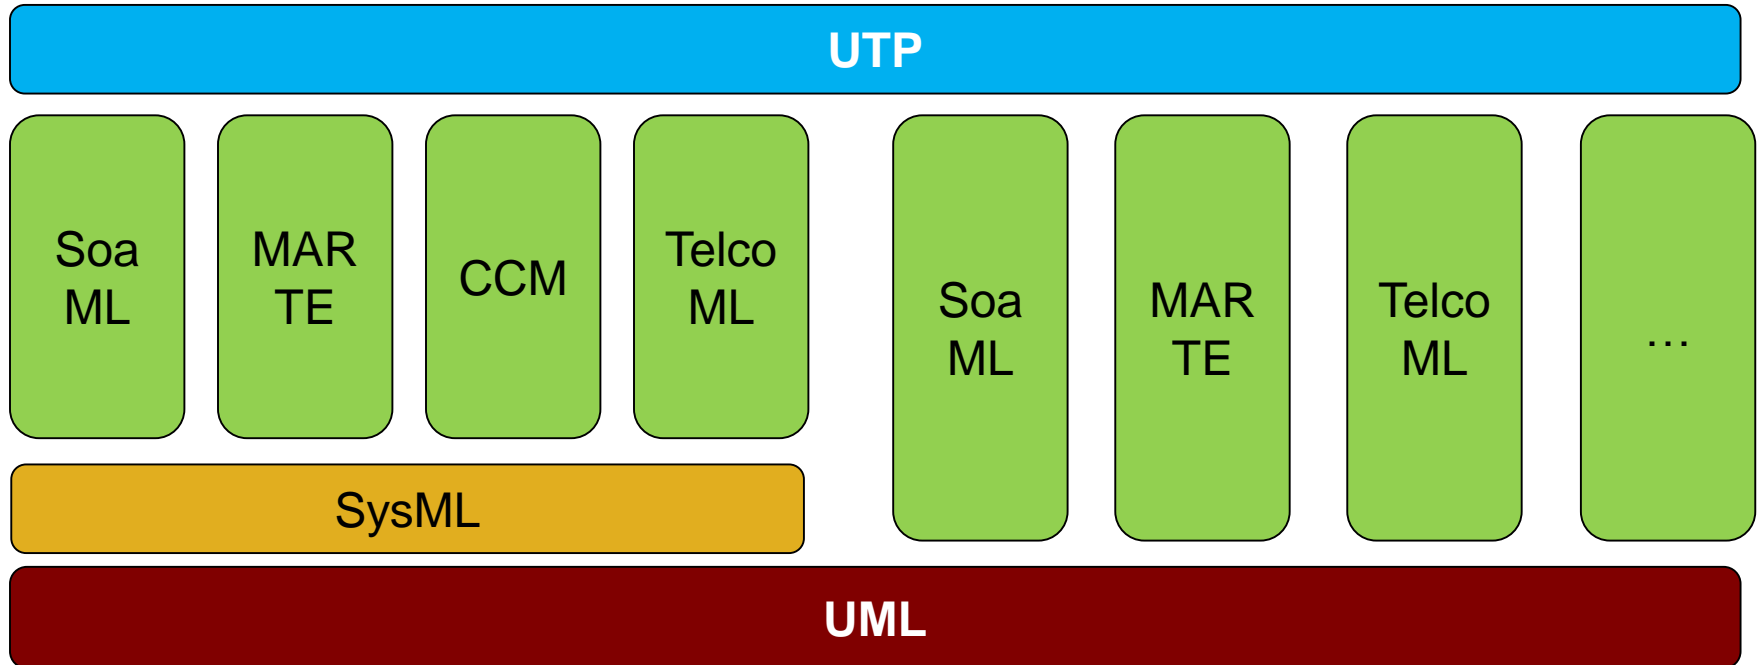 UTP
Soa
ML
MAR
TE
CCM
Telco
ML
Soa
ML
MAR
TE
Telco
ML
...
SysML
UML